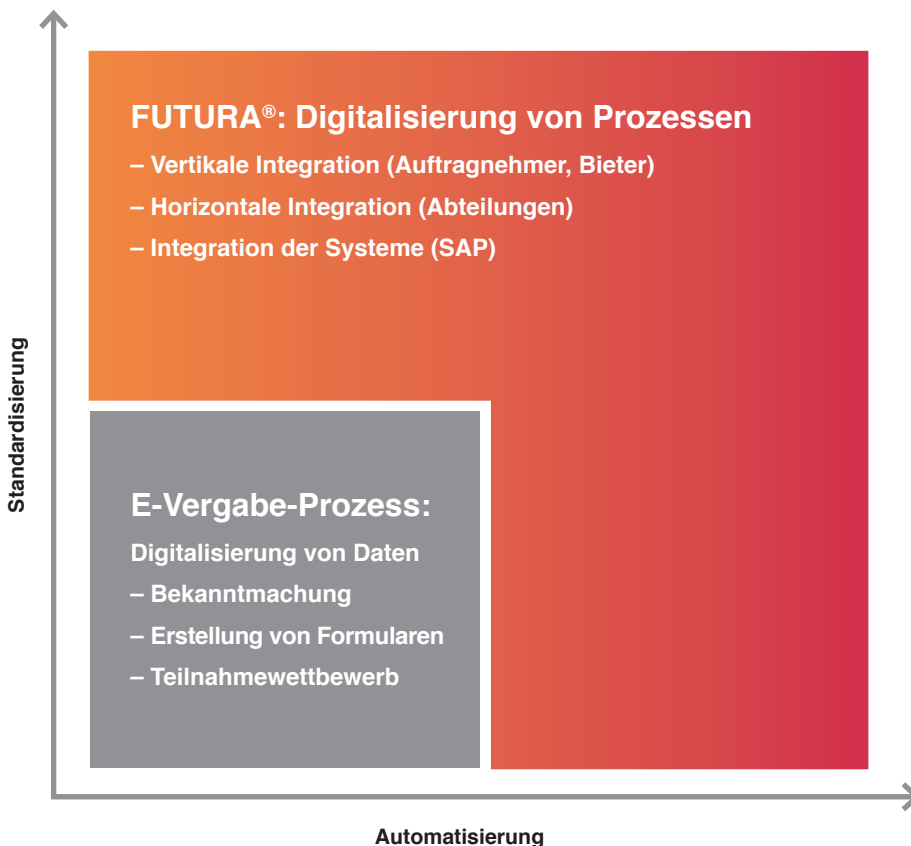 FUTURA®: Digitalisierung von Prozessen
– Vertikale Integration (Auftragnehmer, Bieter)
– Horizontale Integration (Abteilungen)
– Integration der Systeme (SAP)
Standardisierung
E-Vergabe-Prozess:
Digitalisierung von Daten
– Bekanntmachung
– Erstellung von Formularen
– Teilnahmewettbewerb
Automatisierung